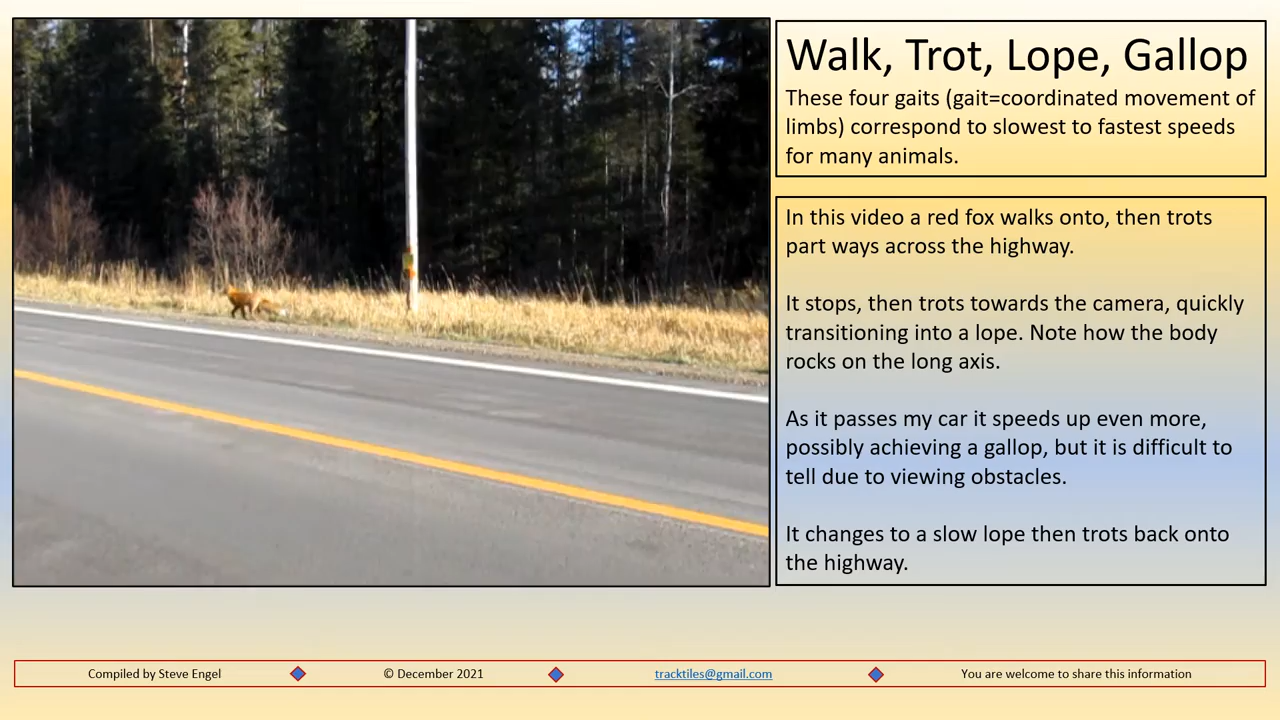 Walk, Trot, Lope, Gallop
These four gaits (gait=coordinated movement of
limbs) correspond to slowest to fastest speeds
for many animals.
In this video a red fox walks onto, then trots
part ways across the highway.
It stops, then trots towards the camera, quickly
transitioning into a lope. Note how the body
rocks on the long axis.
As it passes my car it speeds up even more,
possibly achieving a gallop, but it is difficult to
tell due to viewing obstacles.
It changes to a slow lope then trots back onto
the highway.
Compiled by Steve Engel
© December 2021
tracktiles@gmail.com
You are welcome to share this information